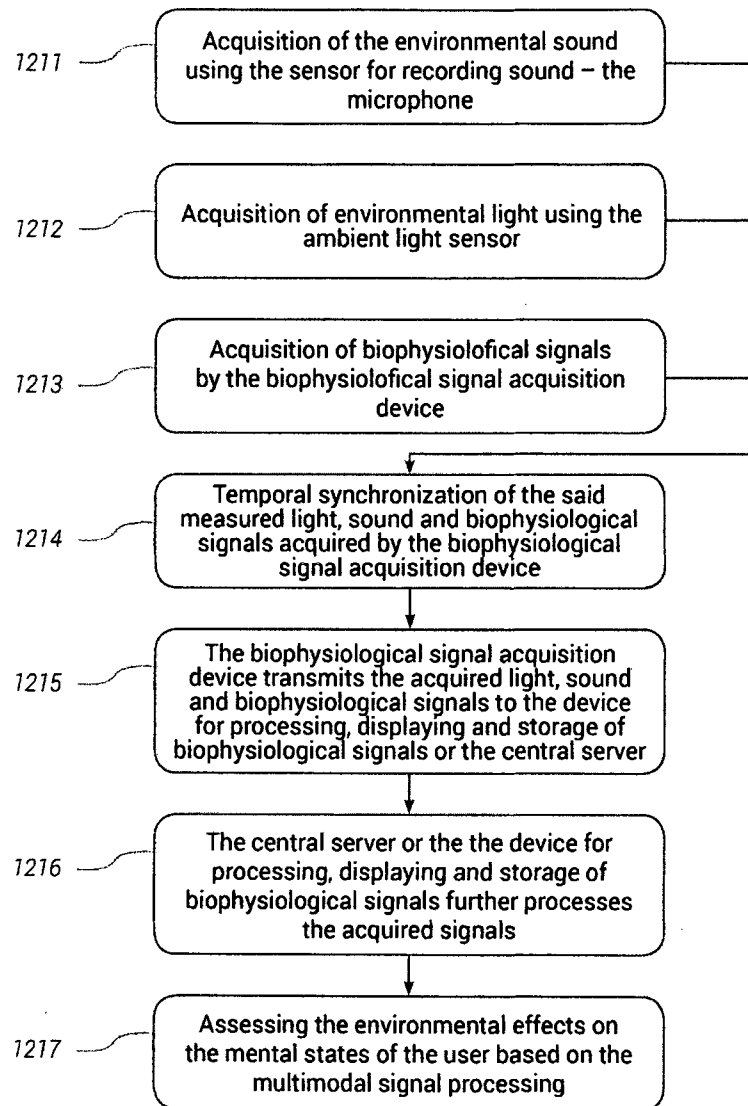 1211
Acquisition of the environmental sound
using the sensor for recording sound – the
microphone
1212
Acquisition of environmental light using the
ambient light sensor
1213
Acquisition of biophysiolofical signals
by the biophysiolofical signal acquisition
device
1214
Temporal synchronization of the said
measured light, sound and biophysiological
signals acquired by the biophysiological
signal acquisition device
1215
The biophysiological signal acquisition
device transmits the acquired light, sound
and biophysiological signals to the device
for processing, displaying and storage of
biophysiological signals or the central server
1216
The central server or the the device for
processing, displaying and storage of
biophysiological signals further processes
the acquired signals
1217
Assessing the environmental effects on
the mental states of the user based on the
multimodal signal processing